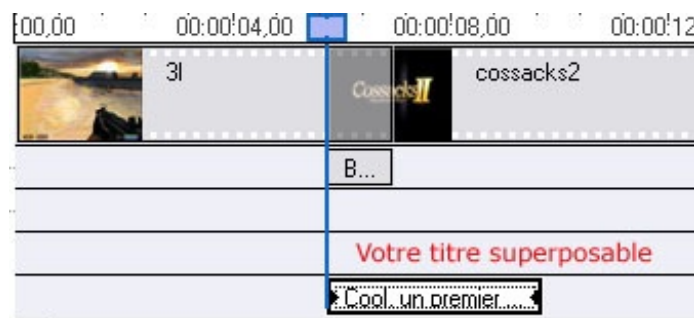 :00,00 00:00:04,00 00:00:08,00 00:00:12
3l Cossacks II cossacks2
B...
Votre titre superposable
Cool, un premier ....